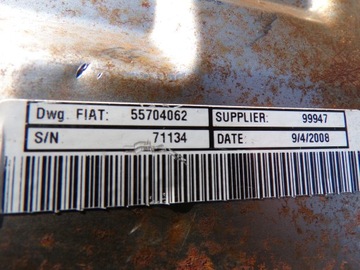 Dwg. FIAT: 55704062 SUPPLIER: 99947
S/N 71134 DATE: 9/4/2008